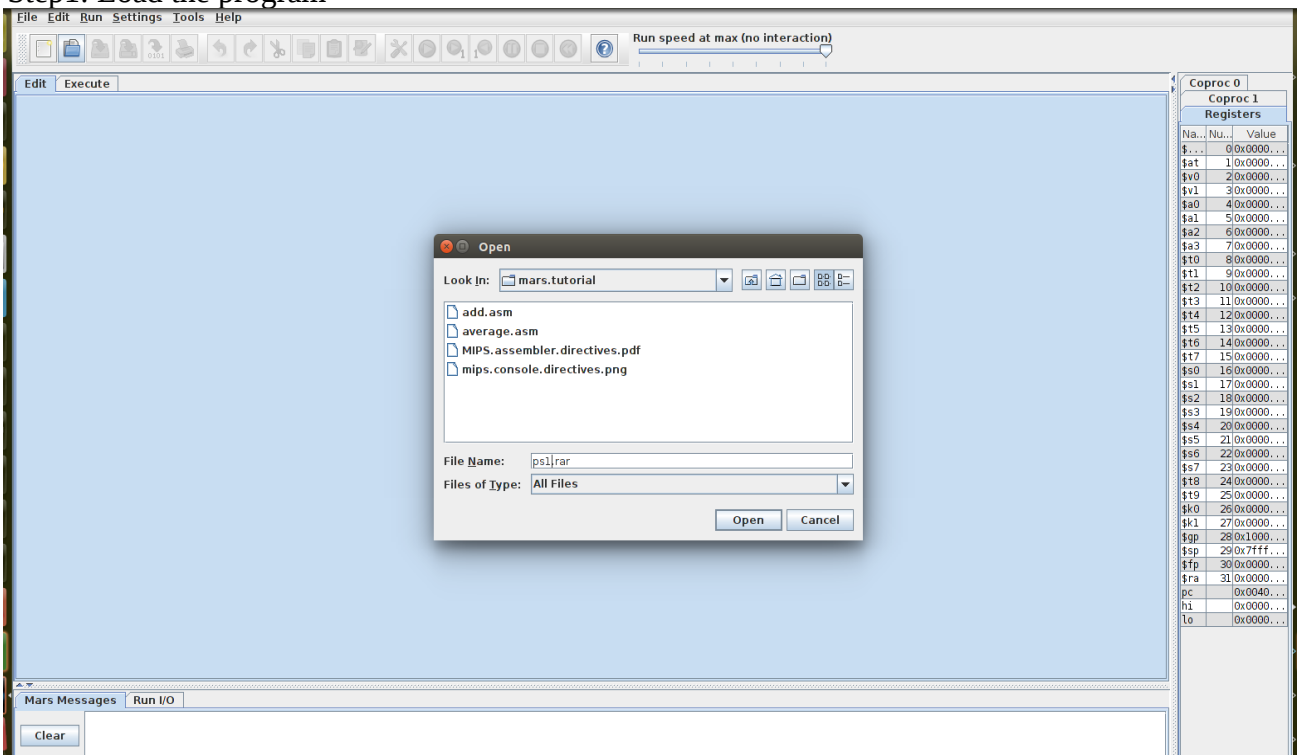 Step1. Load the program
File Edit Run Settings Tools Help
Run speed at max (no interaction)
Edit Execute
Coproc 0
Coproc 1
Registers
Na... Nu... Value
$... 0 0x0000...
$at 1 0x0000...
$v0 2 0x0000...
$v1 3 0x0000...
$a0 4 0x0000...
$a1 5 0x0000...
$a2 6 0x0000...
$a3 7 0x0000...
$t0 8 0x0000...
$t1 9 0x0000...
$t2 10 0x0000...
$t3 11 0x0000...
$t4 12 0x0000...
$t5 13 0x0000...
$t6 14 0x0000...
$t7 15 0x0000...
$s0 16 0x0000...
$s1 17 0x0000...
$s2 18 0x0000...
$s3 19 0x0000...
$s4 20 0x0000...
$s5 21 0x0000...
$s6 22 0x0000...
$s7 23 0x0000...
$t8 24 0x0000...
$t9 25 0x0000...
$k0 26 0x0000...
$k1 27 0x0000...
$gp 28 0x1000...
$sp 29 0x7fff...
$fp 30 0x0000...
$ra 31 0x0000...
pc 0x0040...
hi 0x0000...
lo 0x0000...
Open
Look In: mars.tutorial
add.asm
average.asm
MIPS.assembler.directives.pdf
mips.console.directives.png
File Name: ps1.rar
Files of Type: All Files
Open Cancel
Mars Messages Run I/O
Clear